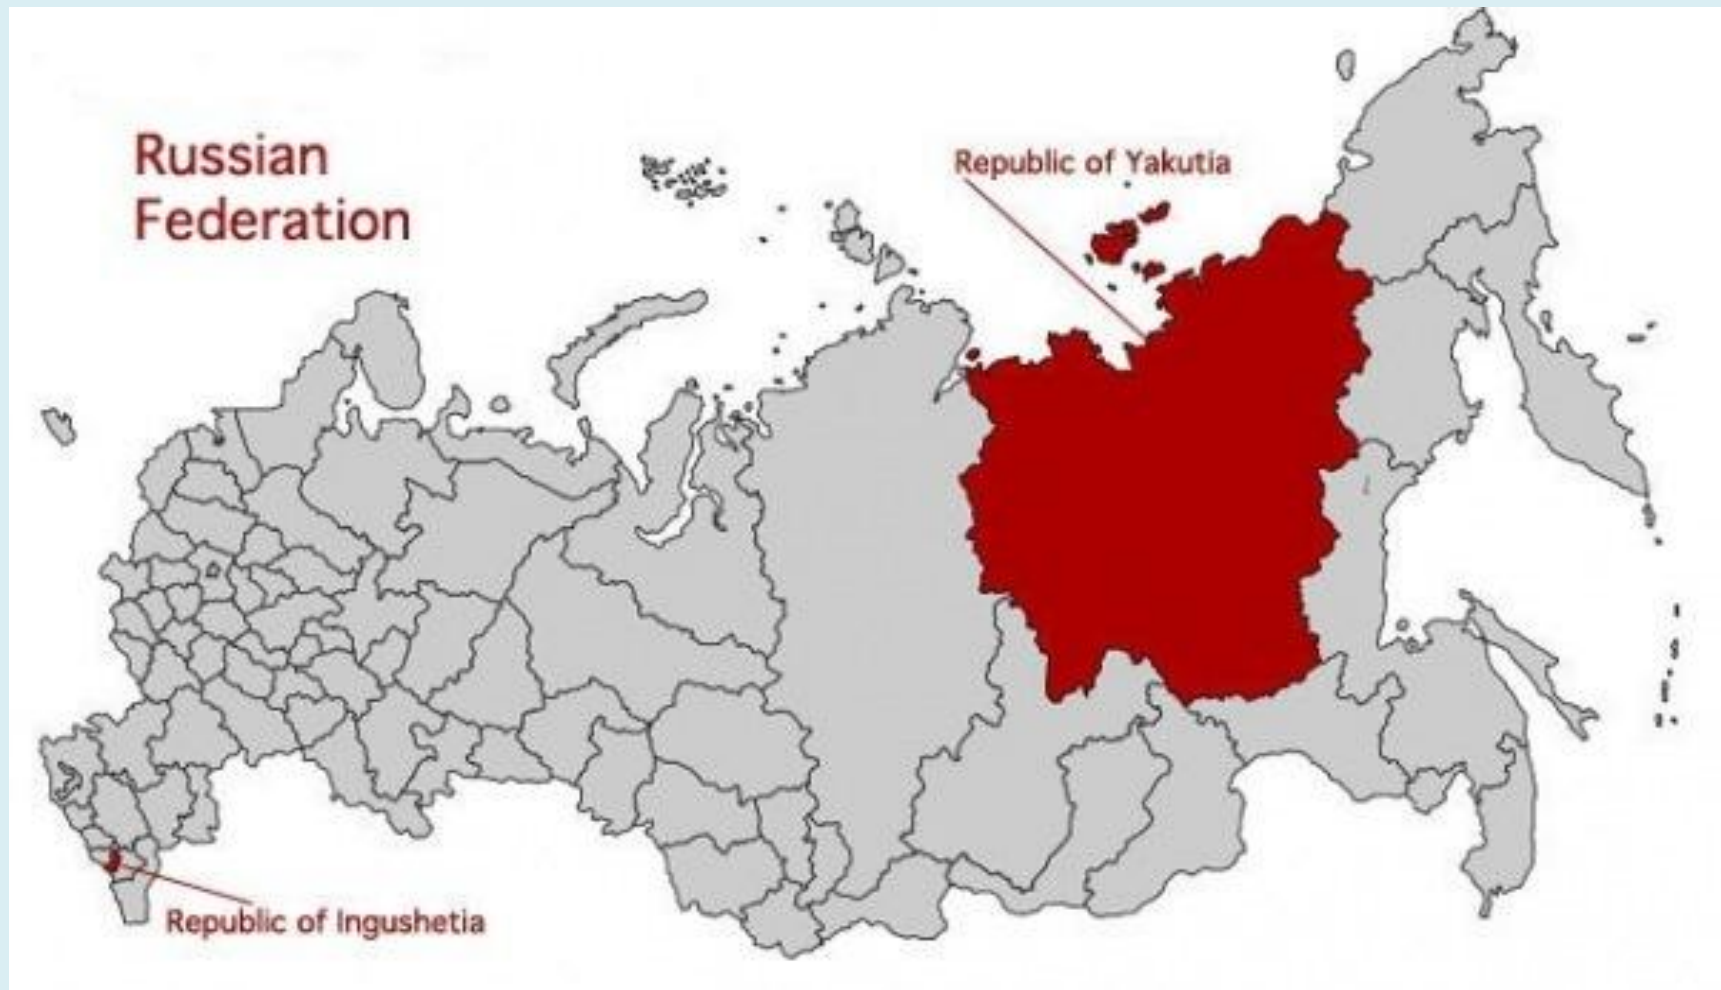 Russian
Federation
Republic of Yakutia
Republic of Ingushetia